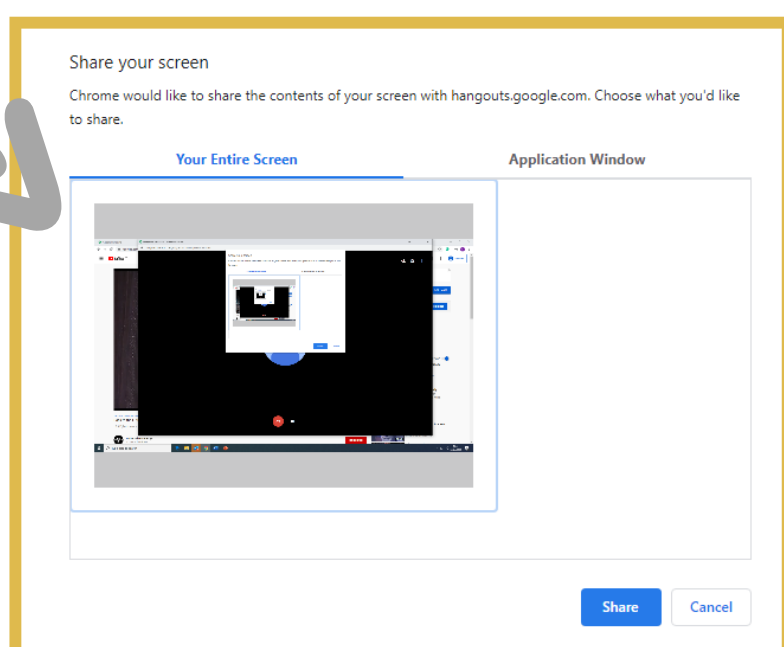 Share your screen
Chrome would like to share the contents of your screen with hangouts.google.com. Choose what you'd like
to share.
Your Entire Screen Application Window
Share Cancel